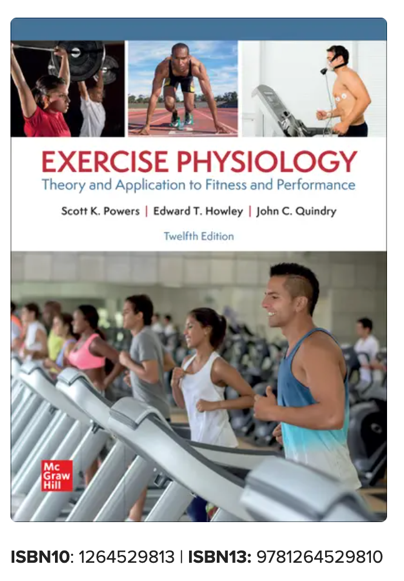 EXERCISE PHYSIOLOGY
Theory and Application to Fitness and Performance
Scott K. Powers | Edward T. Howley | John C. Quindry
Twelfth Edition
Mc
Graw
Hill
ISBN10: 1264529813 | ISBN13: 9781264529810